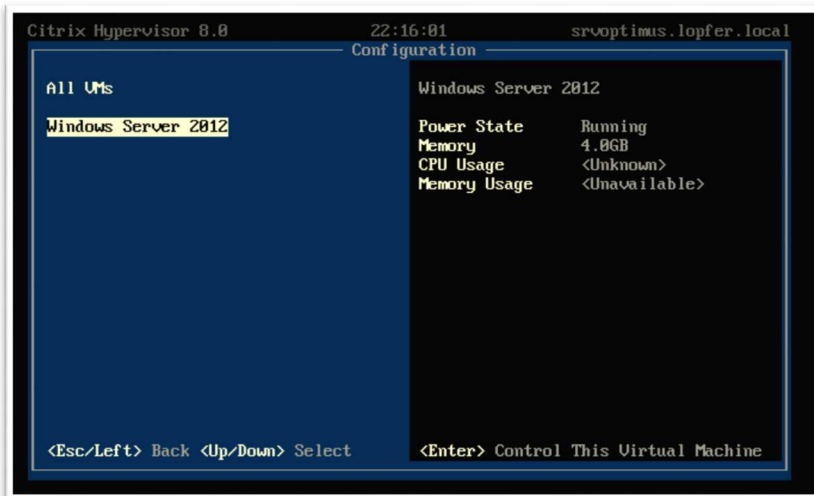 Citrix Hypervisor 8.0 22:16:01 srvoptimus.lopfer.local
Configuration
All VMs
Windows Server 2012
Windows Server 2012
Power State Running
Memory 4.0GB
CPU Usage <Unknown>
Memory Usage <Unavailable>
<Esc/Left> Back <Up/Down> Select
<Enter> Control This Virtual Machine